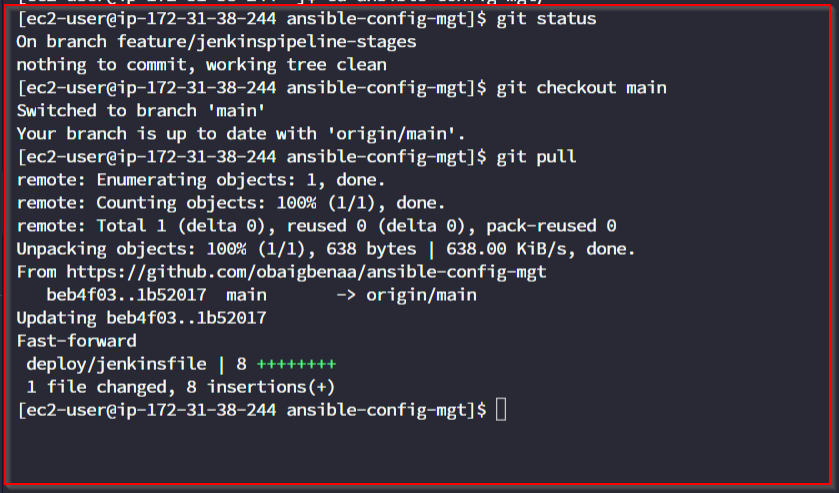 [ec2-user@ip-172-31-38-244 ansible-config-mgt]$ git status
On branch feature/jenkinspipeline-stages
nothing to commit, working tree clean
[ec2-user@ip-172-31-38-244 ansible-config-mgt]$ git checkout main
Switched to branch 'main'
Your branch is up to date with 'origin/main'.
[ec2-user@ip-172-31-38-244 ansible-config-mgt]$ git pull
remote: Enumerating objects: 1, done.
remote: Counting objects: 100% (1/1), done.
remote: Total 1 (delta 0), reused 0 (delta 0), pack-reused 0
Unpacking objects: 100% (1/1), 638 bytes | 638.00 KiB/s, done.
From https://github.com/obaigbenaa/ansible-config-mgt
   beb4f03..1b52017  main       -> origin/main
Updating beb4f03..1b52017
Fast-forward
 deploy/jenkinsfile | 8 ++++++++
 1 file changed, 8 insertions(+)
[ec2-user@ip-172-31-38-244 ansible-config-mgt]$